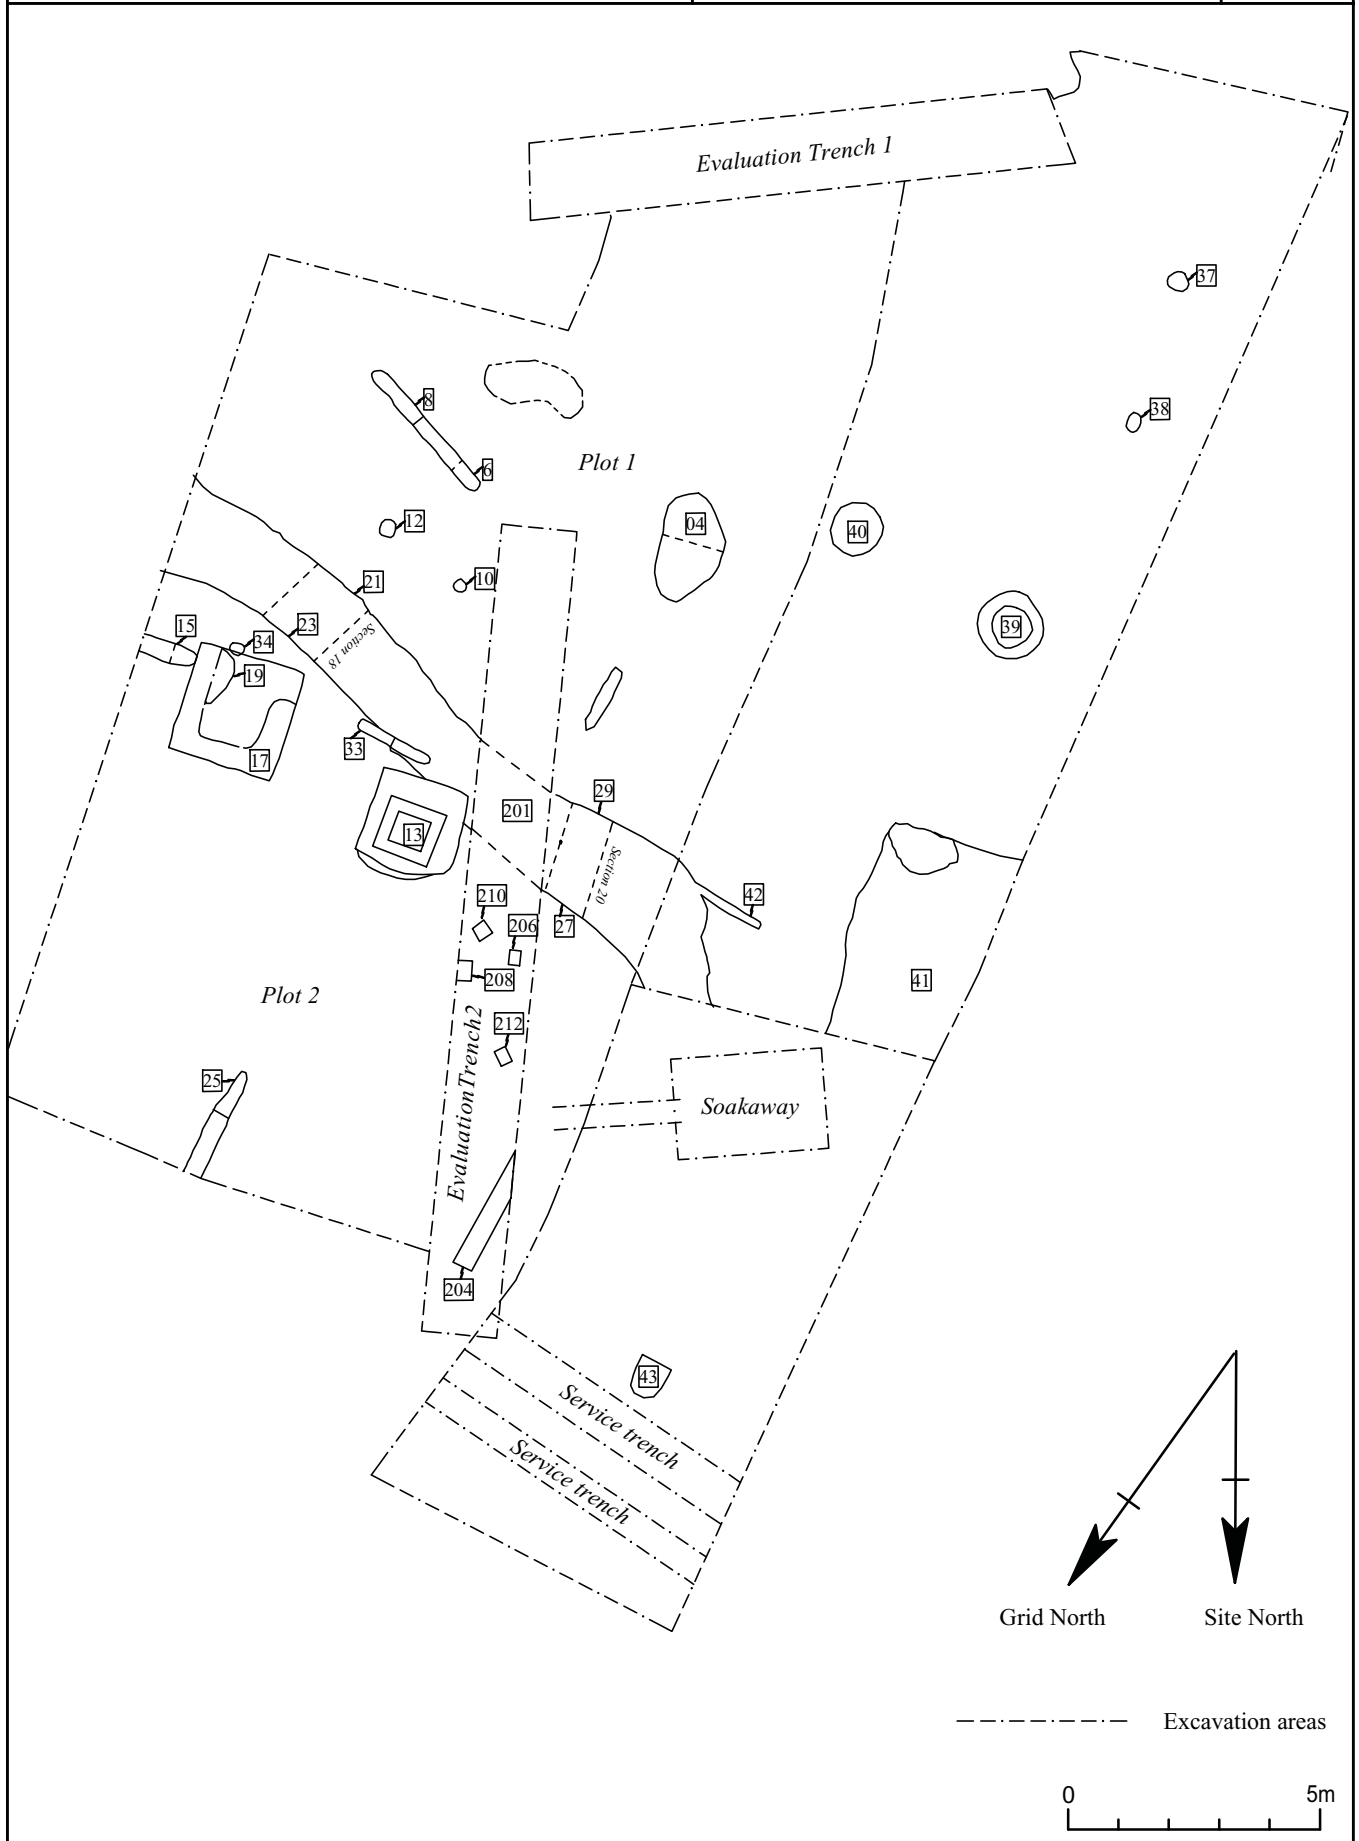 Evaluation Trench 1
37
8
38
Plot 1
6
12
04
40
10
21
15
23
34
Section 18
39
19
33
17
29
201
13
Section 20
210
42
206
27
208
41
Plot 2
212
25
Evaluation Trench 2
Soakaway
204
43
Service trench
Service trench
Grid North
Site North
Excavation areas
0
5m